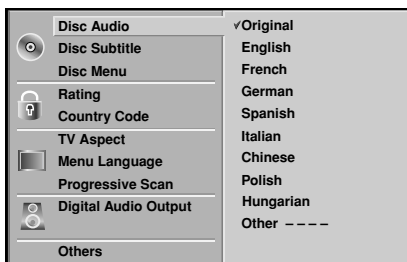 Disc Audio
Disc Subtitle
Disc Menu
Rating
Country Code
TV Aspect
Menu Language
Progressive Scan
Digital Audio Output
Others
✓Original
English
French
German
Spanish
Italian
Chinese
Polish
Hungarian
Other – – – –